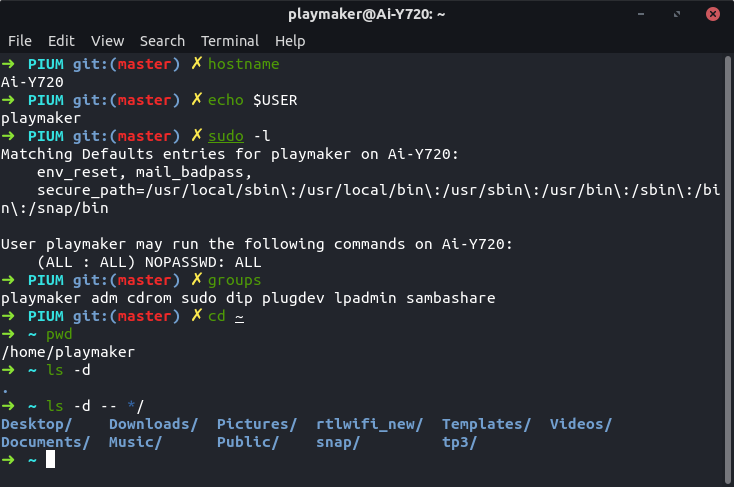 playmaker@Ai-Y720: ~
File Edit View Search Terminal Help
➜ PIUM git:(master) ✗ hostname
Ai-Y720
➜ PIUM git:(master) ✗ echo $USER
playmaker
➜ PIUM git:(master) ✗ sudo -l
Matching Defaults entries for playmaker on Ai-Y720:
    env_reset, mail_badpass,
    secure_path=/usr/local/sbin\:/usr/local/bin\:/usr/sbin\:/usr/bin\:/sbin\:/bi
n\:/snap/bin

User playmaker may run the following commands on Ai-Y720:
    (ALL : ALL) NOPASSWD: ALL
➜ PIUM git:(master) ✗ groups
playmaker adm cdrom sudo dip plugdev lpadmin sambashare
➜ PIUM git:(master) ✗ cd ~
➜ ~ pwd
/home/playmaker
➜ ~ ls -d
.
➜ ~ ls -d -- */
Desktop/ Downloads/ Pictures/ rtlwifi_new/ Templates/ Videos/
Documents/ Music/ Public/ snap/ tp3/
➜ ~